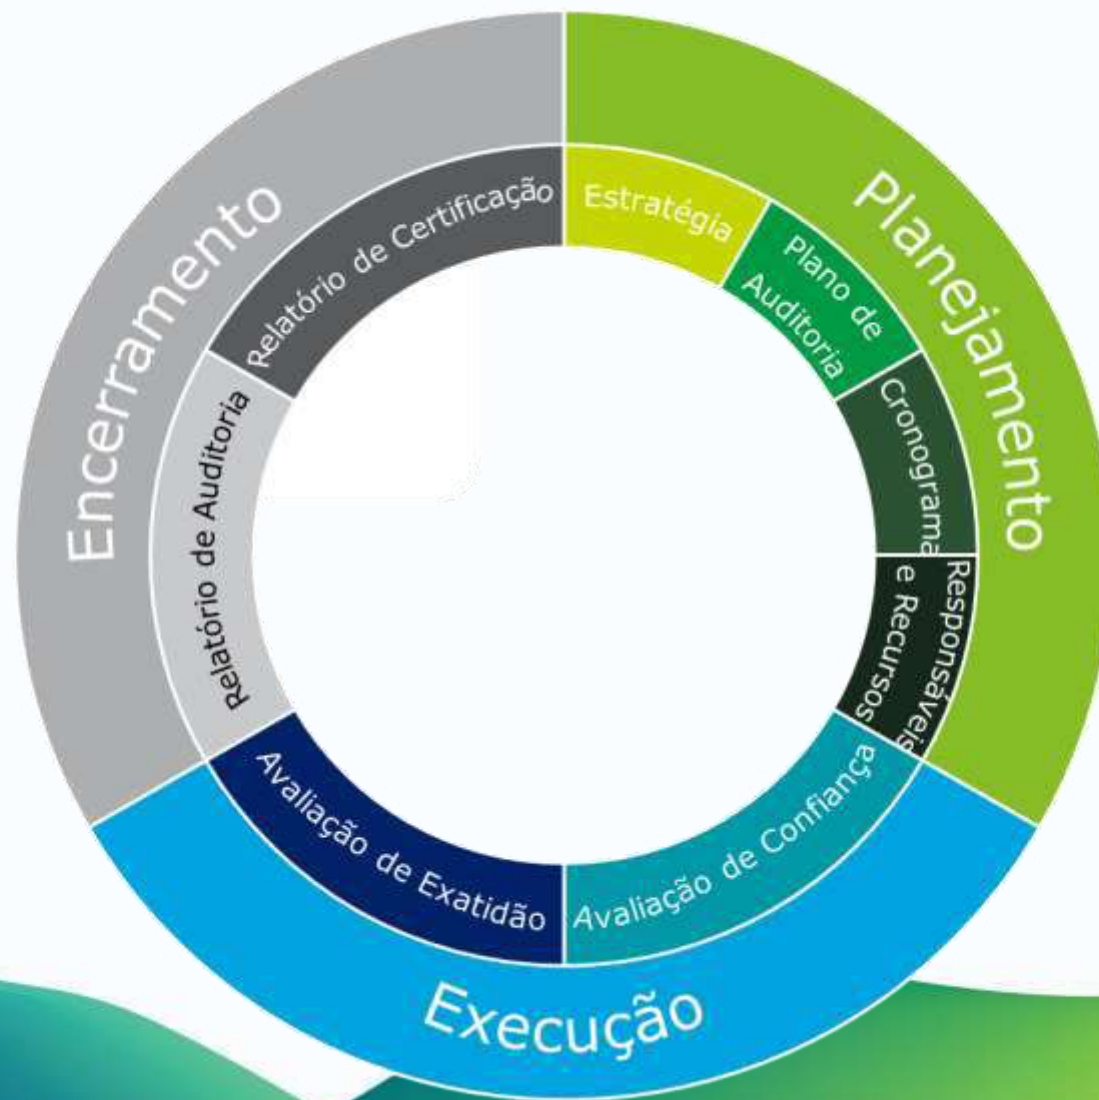 Planejamento
Estratégia
Plano de
Auditoria
Cronograma
Responsáveis
e Recursos
Execução
Avaliação de Confiança
Avaliação de Exatidão
Encerramento
Relatório de Auditoria
Relatório de Certificação